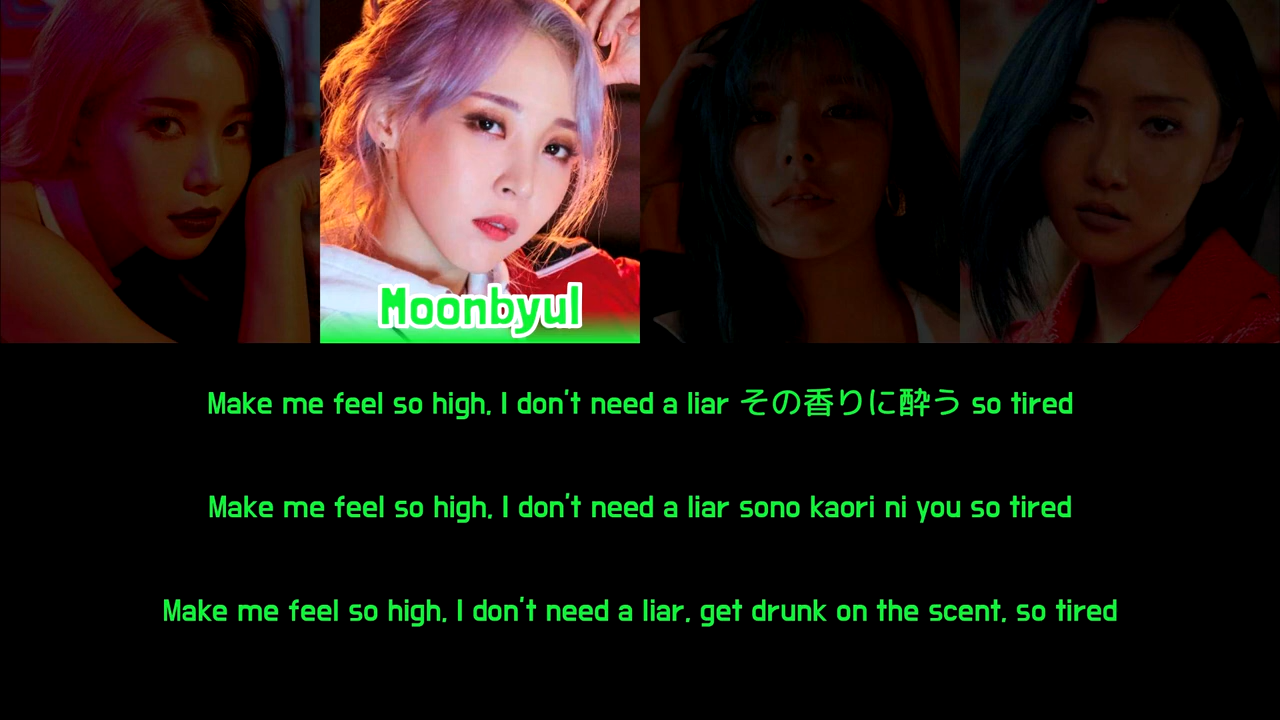 Moonbyul
Make me feel so high, I don't need a liar その香りに酔う so tired
Make me feel so high, I don't need a liar sono kaori ni you so tired
Make me feel so high, I don't need a liar, get drunk on the scent, so tired